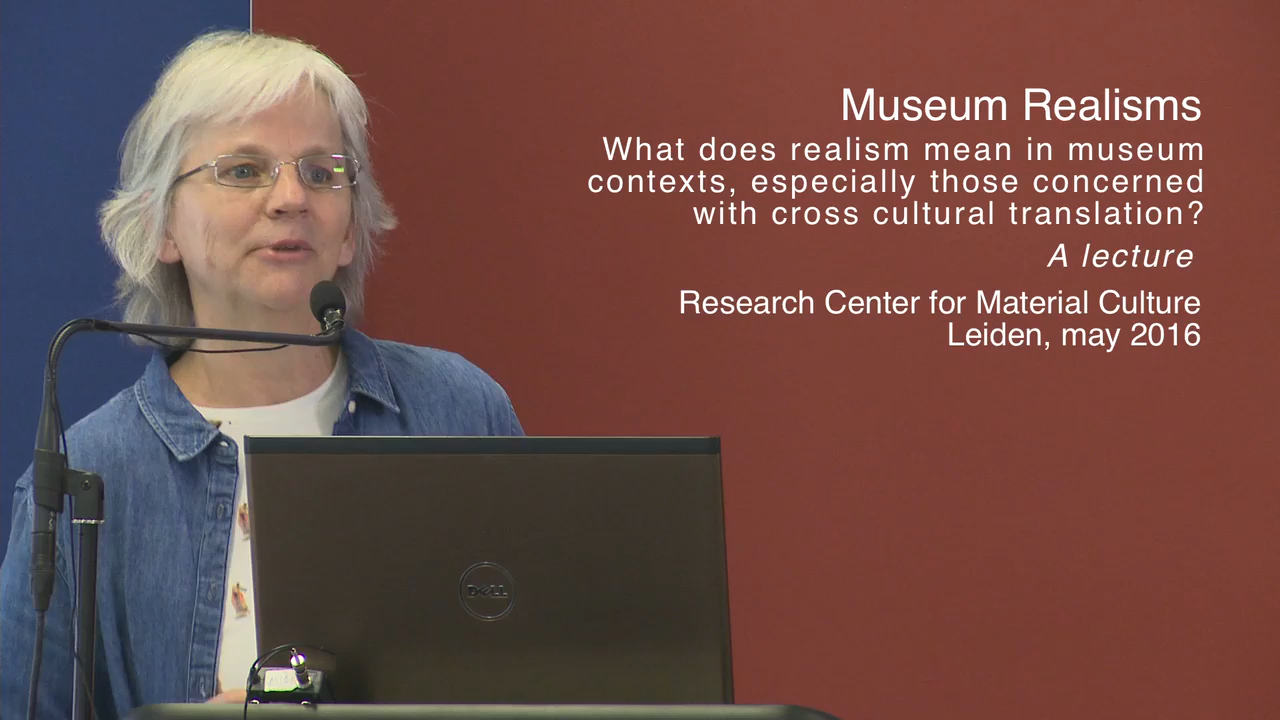 Museum Realisms
What does realism mean in museum
contexts, especially those concerned
with cross cultural translation?
A lecture
Research Center for Material Culture
Leiden, may 2016
DELL